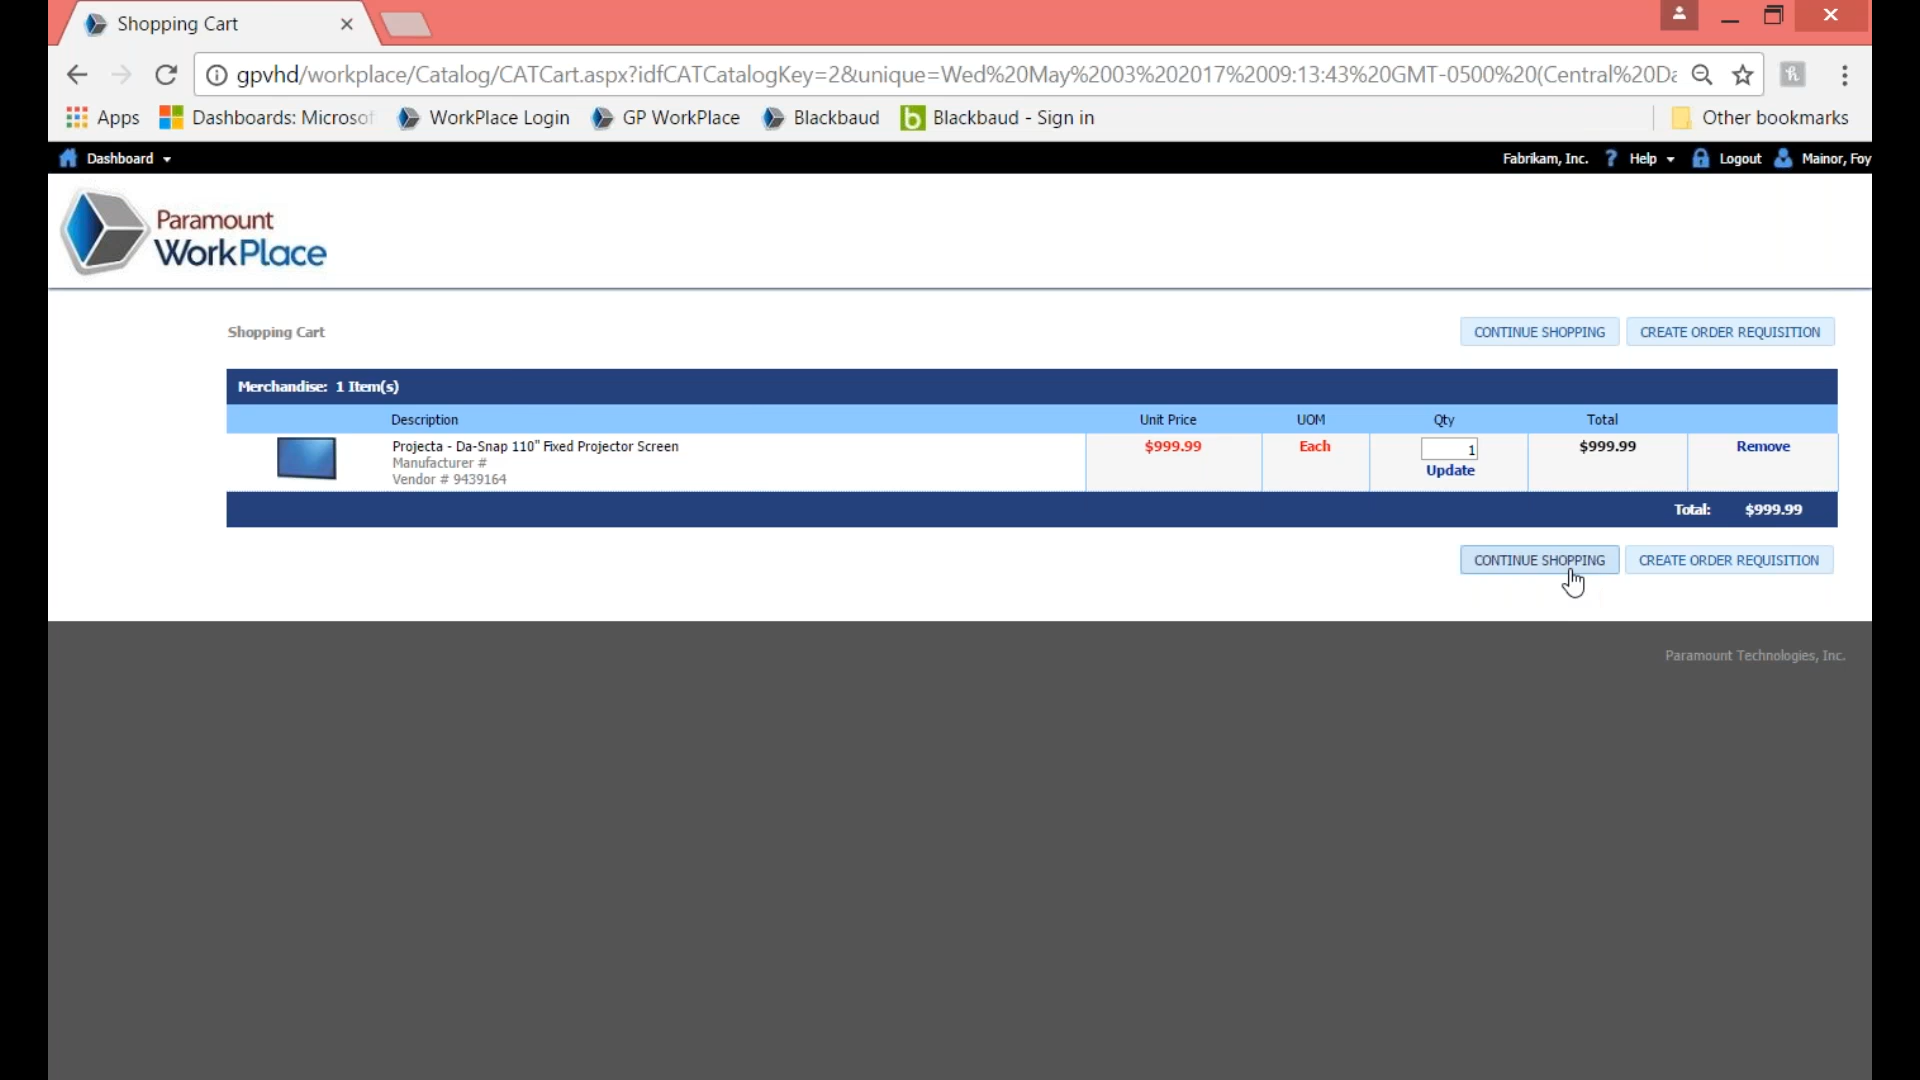 Shopping Cart
gpvhd/workplace/Catalog/CATCart.aspx?idfCATCatalogKey=2&unique=Wed%20May%2003%202017%2009:13:43%20GMT-0500%20(Central%20Da
Apps Dashboards: Microsof WorkPlace Login GP WorkPlace Blackbaud b Blackbaud - Sign in Other bookmarks
Dashboard Fabrikam, Inc. ? Help Logout Mainor, Foy
Paramount
WorkPlace
Shopping Cart CONTINUE SHOPPING CREATE ORDER REQUISITION
Merchandise: 1 Item(s)
Description Unit Price UOM Qty Total
Projecta - Da-Snap 110" Fixed Projector Screen $999.99 Each 1 $999.99 Remove
Manufacturer #
Vendor # 9439164 Update
Total: $999.99
CONTINUE SHOPPING CREATE ORDER REQUISITION
Paramount Technologies, Inc.